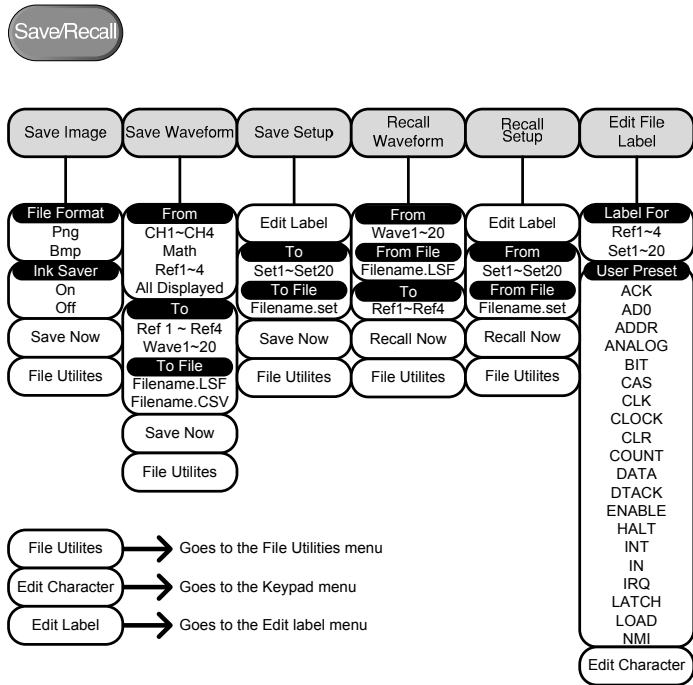 Save/Recall
Save Image
File Format
Png
Bmp
Ink Saver
On
Off
Save Now
File Utilites
Save Waveform
From
CH1~CH4
Math
Ref1~4
All Displayed
To
Ref 1 ~ Ref4
Wave1~20
To File
Filename.LSF
Filename.CSV
Save Now
File Utilites
Save Setup
Edit Label
To
Set1~Set20
To File
Filename.set
Save Now
File Utilites
Recall
Waveform
From
Wave1~20
From File
Filename.LSF
To
Ref1~Ref4
Recall Now
File Utilites
Recall
Setup
Edit Label
From
Set1~Set20
From File
Filename.set
Recall Now
File Utilites
Edit File
Label
Label For
Ref1~4
Set1~20
User Preset
ACK
AD0
ADDR
ANALOG
BIT
CAS
CLK
CLOCK
CLR
COUNT
DATA
DTACK
ENABLE
HALT
INT
IN
IRQ
LATCH
LOAD
NMI
Edit Character
File Utilites
Goes to the File Utilities menu
Edit Character
Goes to the Keypad menu
Edit Label
Goes to the Edit label menu